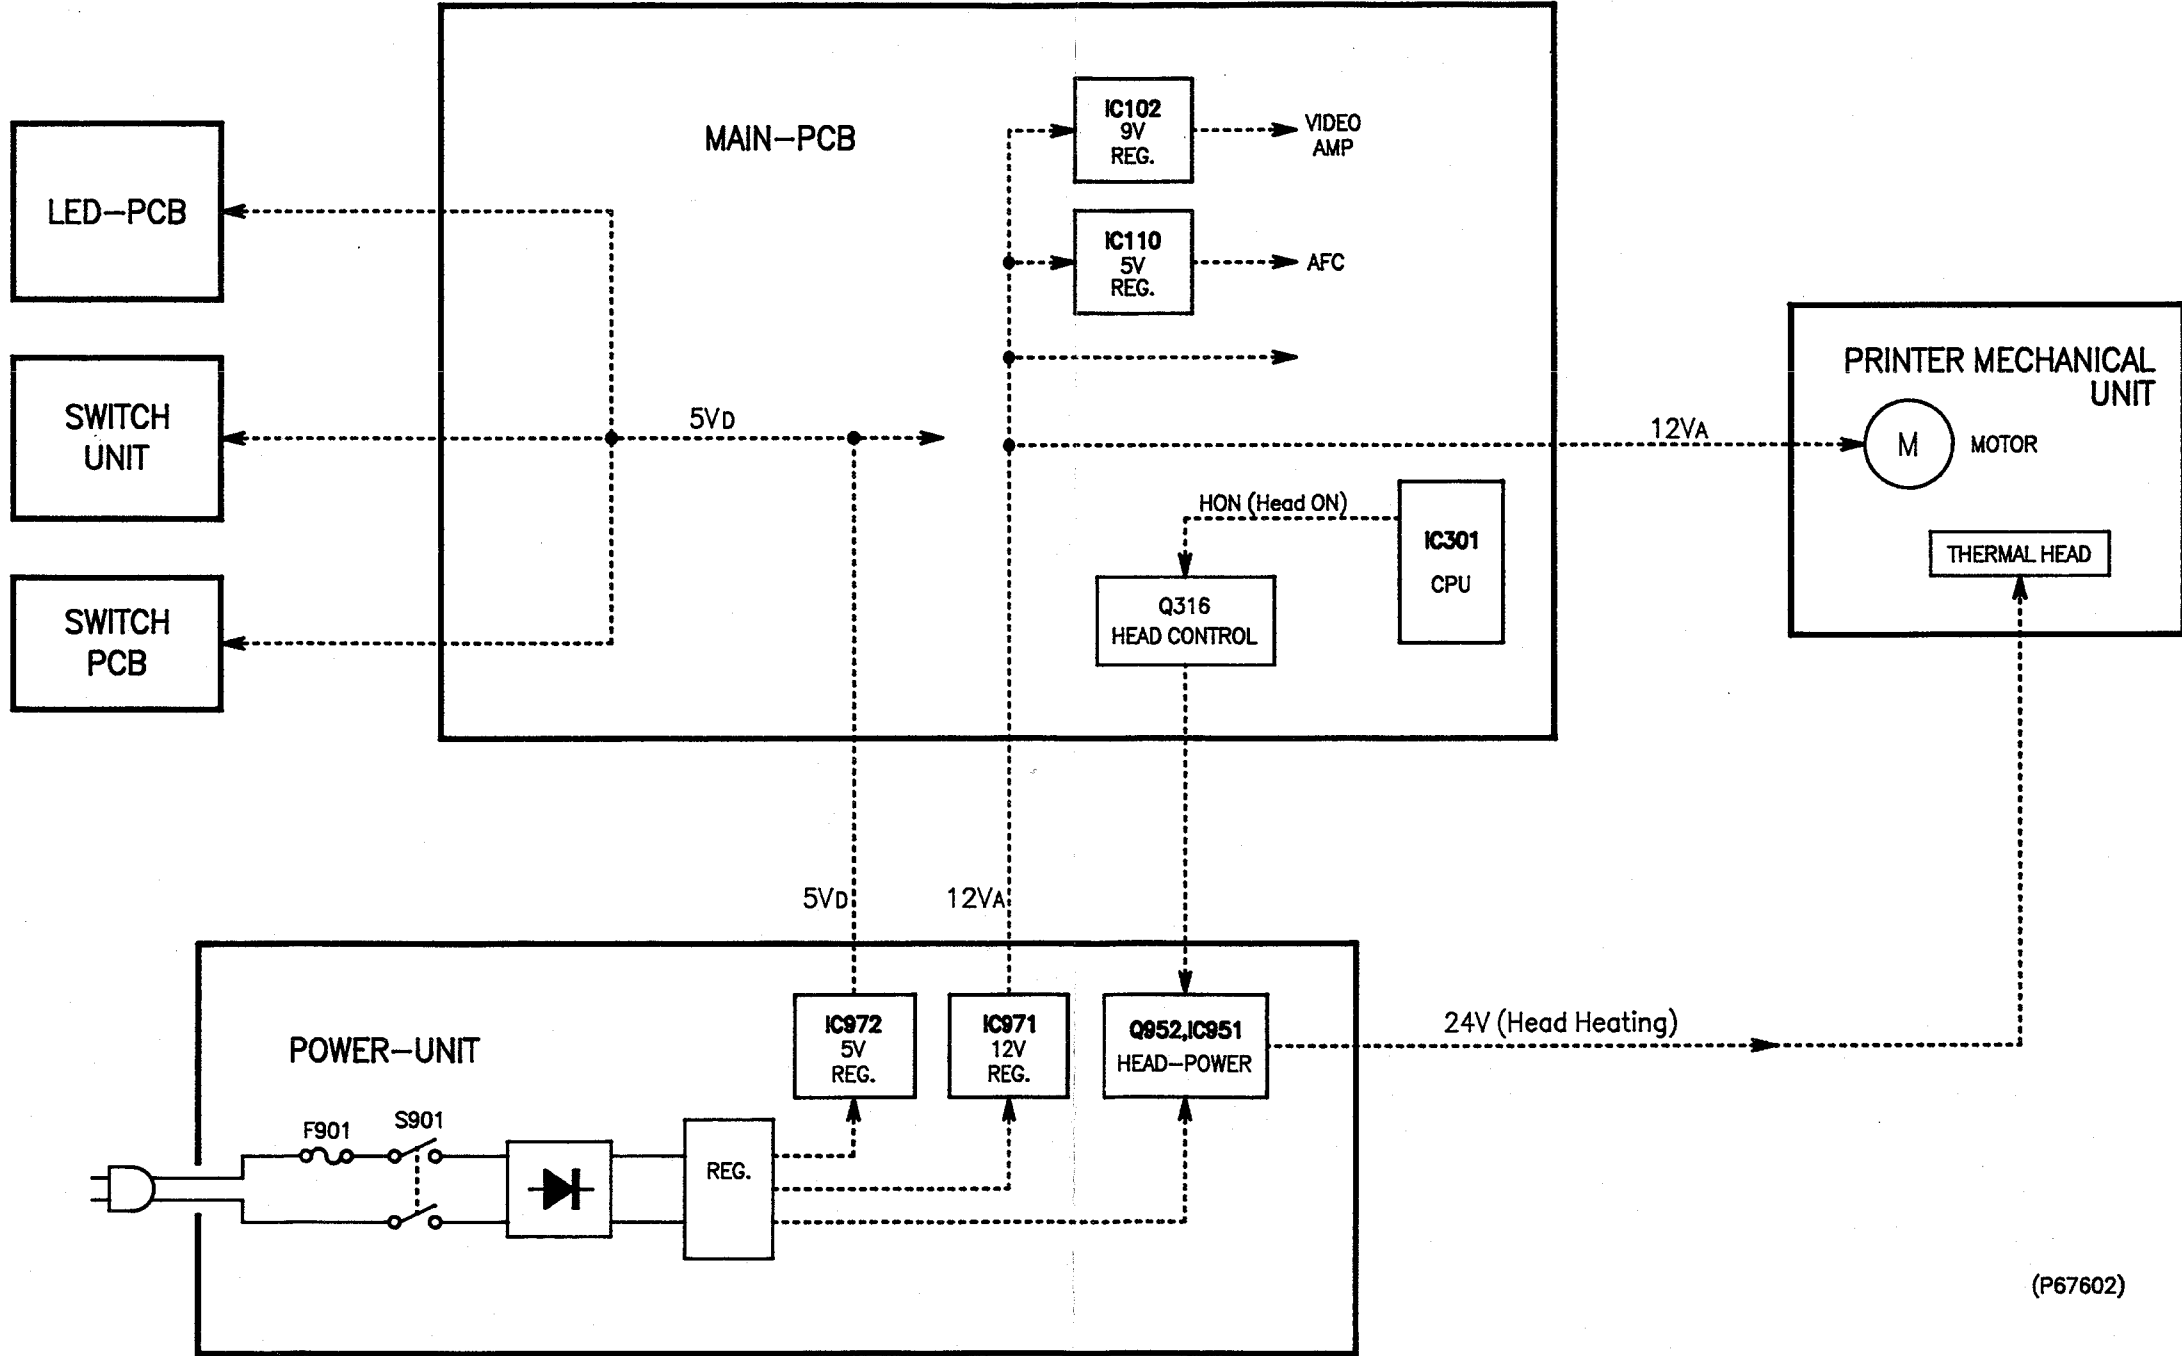 MAIN-PCB
IC102
9V
REG.
VIDEO
AMP
LED-PCB
IC110
5V
REG.
AFC
PRINTER MECHANICAL
UNIT
SWITCH
UNIT
5VD
12VA
M
MOTOR
HON (Head ON)
IC301
CPU
THERMAL HEAD
SWITCH
PCB
Q316
HEAD CONTROL
5VD
12VA
POWER-UNIT
IC972
5V
REG.
IC971
12V
REG.
Q952,IC951
HEAD-POWER
24V (Head Heating)
F901
S901
REG.
(P67602)